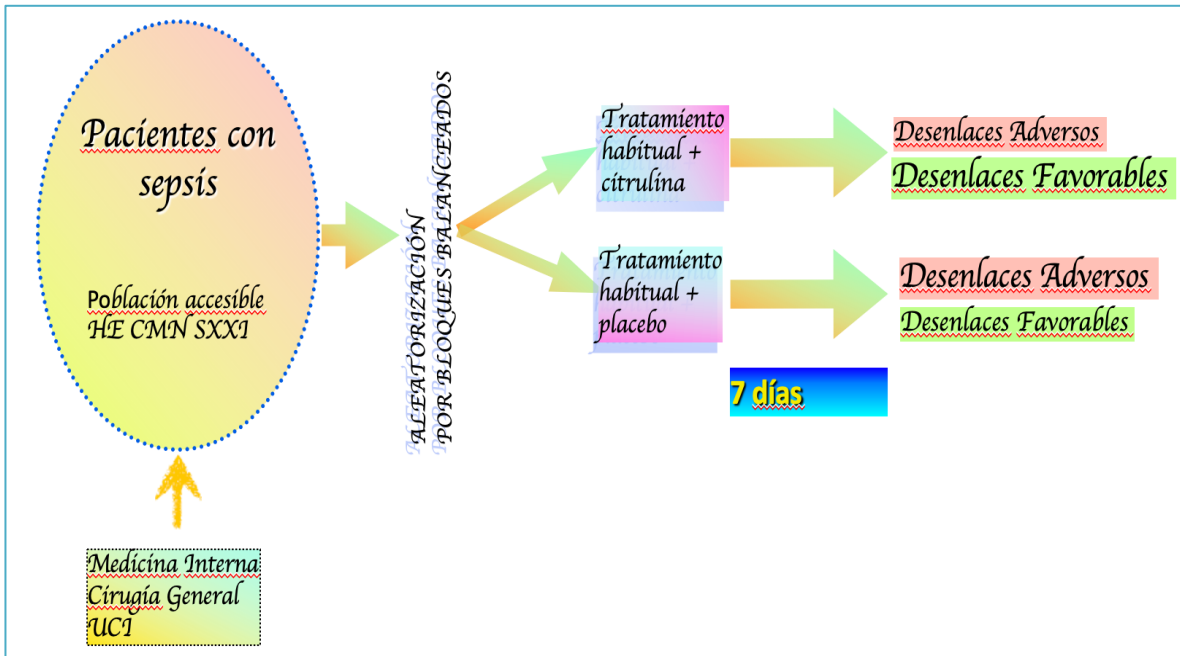 Pacientes con
sepsis
Población accesible
HE CMN SXXI
Medicina Interna
Cirugía General
UCI
ALEATORIZACIÓN
POR BLOQUES BALANCEADOS
Tratamiento
habitual +
citrulina
Desenlaces Adversos
Desenlaces Favorables
Tratamiento
habitual +
placebo
Desenlaces Adversos
Desenlaces Favorables
7 días